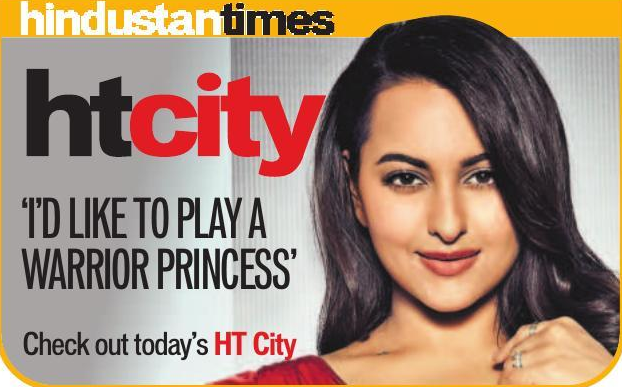 hindustantimes
htcity
‘I’D LIKE TO PLAY A
WARRIOR PRINCESS’
Check out today’s HT City